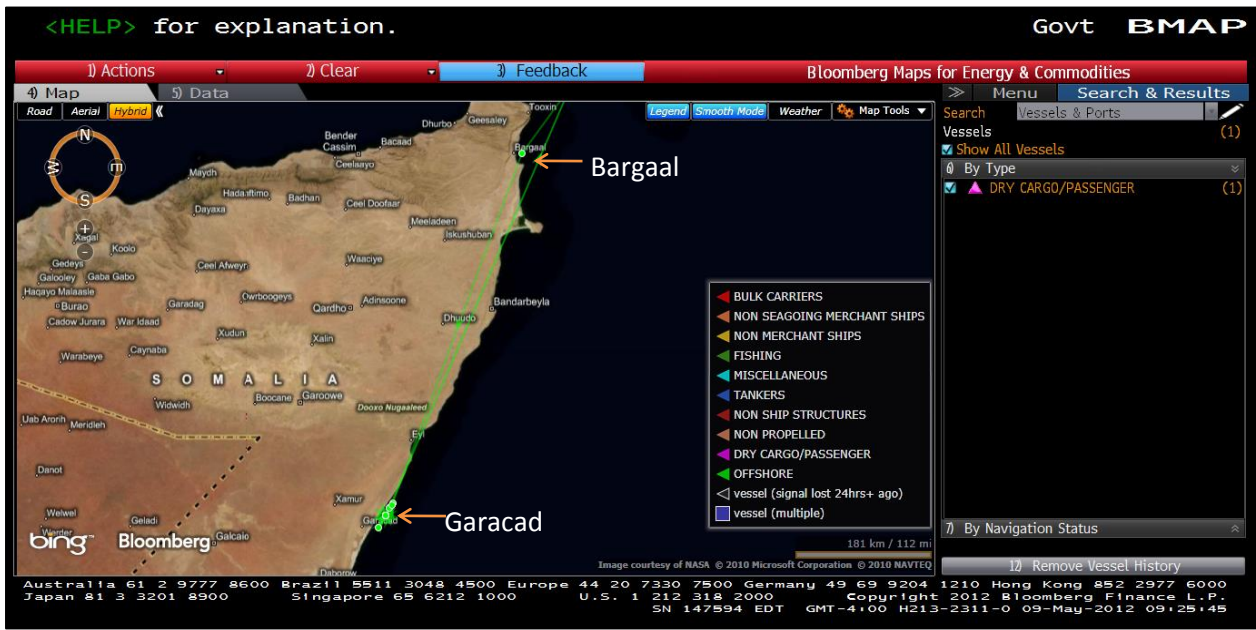 <HELP> for explanation. Govt BMAP
1) Actions 2) Clear 3) Feedback Bloomberg Maps for Energy & Commodities
4) Map 5) Data Menu Search & Results
Road Aerial Hybrid Legend Smooth Mode Weather Map Tools
Search Vessels & Ports
Vessels (1)
Show All Vessels
6) By Type
DRY CARGO/PASSENGER (1)
N
W E
S
+
-
Tooxin
Dhurbo Geesaley
Bender Cassim Bacaad
Bargaal
Bargaal
Ceelaayo
Maydh
Hadaaftimo Badhan Ceel Doofaar
Dayaxa
Meeladeen
Iskushuban
Xagal
Koolo
Gedeys
Ceel Afweyr
Waaciye
Galooley Gaba Gabo
Haqayo Malaasle
Burao Garadag Owrboogeys Qardho Adinsoone Bandarbeyla
Cadow Jurara War Idaad
Dhuudo
Xudun Xalin
Warabeye Caynaba
SOMALIA
Widwidh Boocane Garoowe
Dooxo Nugaaleed
Uab Aronh Meridleh
Eyl
Danot
Xamur
Welwel Geladi
Garacad
Garacad
Werder
Galcaio
Daborow
bing Bloomberg
BULK CARRIERS
NON SEAGOING MERCHANT SHIPS
NON MERCHANT SHIPS
FISHING
MISCELLANEOUS
TANKERS
NON SHIP STRUCTURES
NON PROPELLED
DRY CARGO/PASSENGER
OFFSHORE
vessel (signal lost 24hrs+ ago)
vessel (multiple)
181 km / 112 mi
Image courtesy of NASA © 2010 Microsoft Corporation © 2010 NAVTEQ
7) By Navigation Status
12) Remove Vessel History
Australia 61 2 9777 8600 Brazil 5511 3048 4500 Europe 44 20 7330 7500 Germany 49 69 9204 1210 Hong Kong 852 2977 6000
Japan 81 3 3201 8900 Singapore 65 6212 1000 U.S. 1 212 318 2000 Copyright 2012 Bloomberg Finance L.P.
SN 147594 EDT GMT-4:00 H213-2311-0 09-May-2012 09:25:45